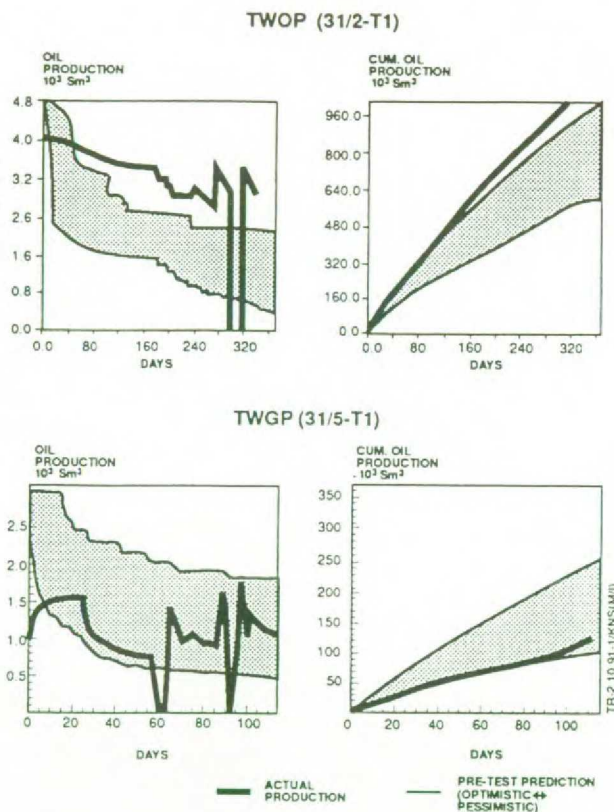 TWOP (31/2-T1)
OIL
PRODUCTION
10³ Sm³
4.8
4.0
3.2
2.6
1.6
0.8
0.0
0.0
80
160
240
320
DAYS
CUM. OIL
PRODUCTION
10³ Sm³
960.0
800.0
640.0
480.0
320.0
160.0
0.0
0.0
80
160
240
320
DAYS
TWGP (31/5-T1)
OIL
PRODUCTION
10³ Sm³
2.5
2.0
1.5
1.0
0.5
0
20
40
60
80
100
DAYS
CUM. OIL
PRODUCTION
10³ Sm³
350
300
250
200
150
100
50
0
20
40
60
80
100
DAYS
ACTUAL
PRODUCTION
PRE-TEST PREDICTION
(OPTIMISTIC ↔
PESSIMISTIC)